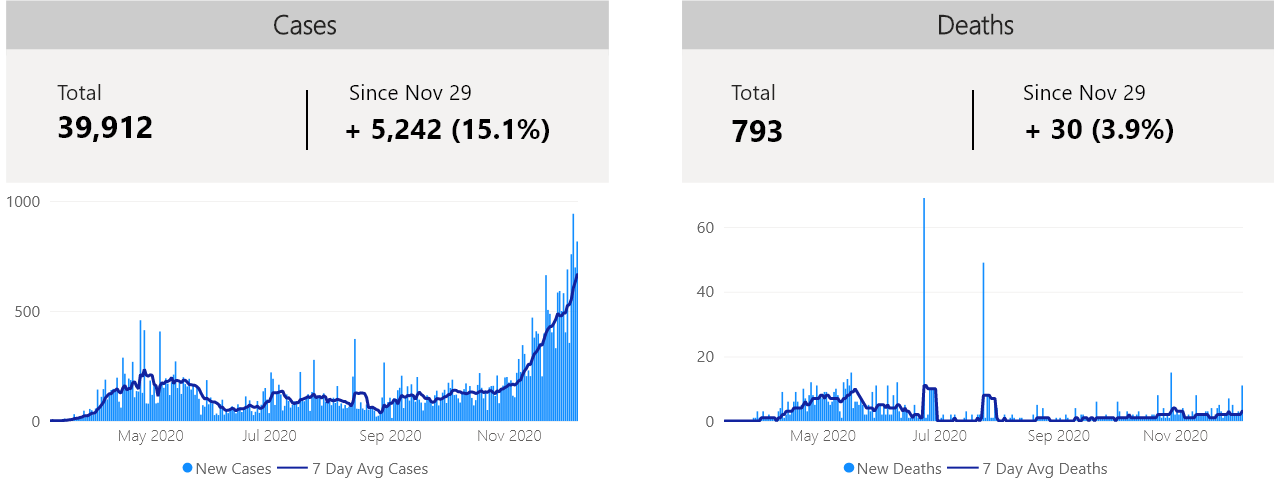 Cases
Total
39,912
Since Nov 29
+ 5,242 (15.1%)
1000
500
0
May 2020 Jul 2020 Sep 2020 Nov 2020
New Cases 7 Day Avg Cases
Deaths
Total
793
Since Nov 29
+ 30 (3.9%)
60
40
20
0
May 2020 Jul 2020 Sep 2020 Nov 2020
New Deaths 7 Day Avg Deaths